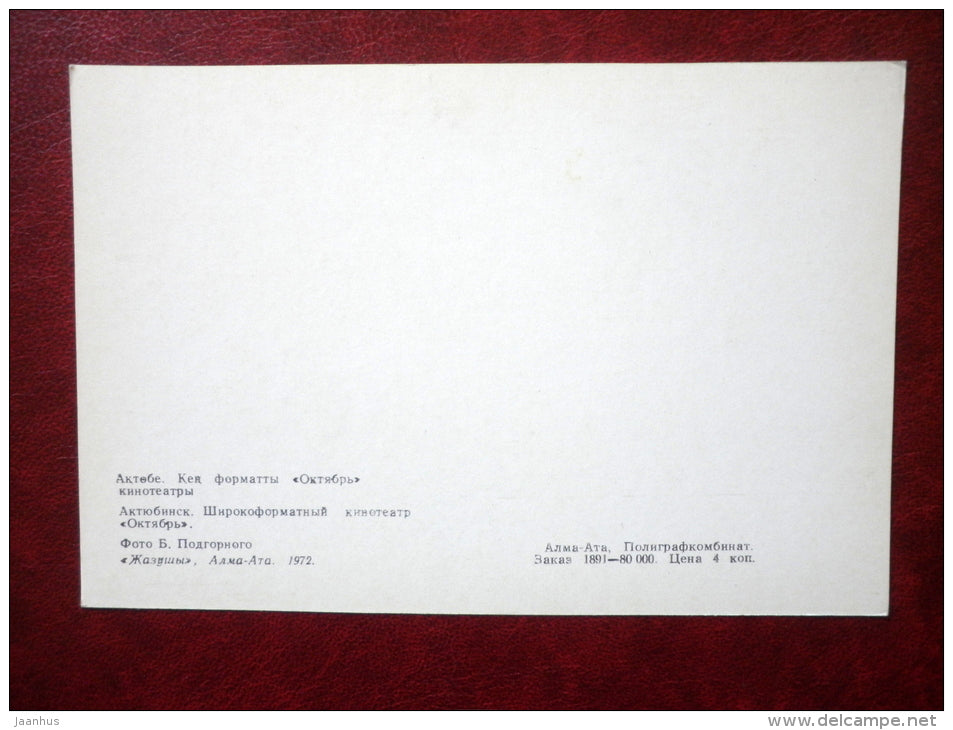 Актөбе. Кең форматты «Октябрь»
кинотеатры
Актюбинск. Широкоформатный кинотеатр
«Октябрь».
Фото Б. Подгорного
«Жазушы», Алма-Ата. 1972.
Алма-Ата, Полиграфкомбинат.
Заказ 1891—80 000. Цена 4 коп.
jaanhus
www.delcampe.net